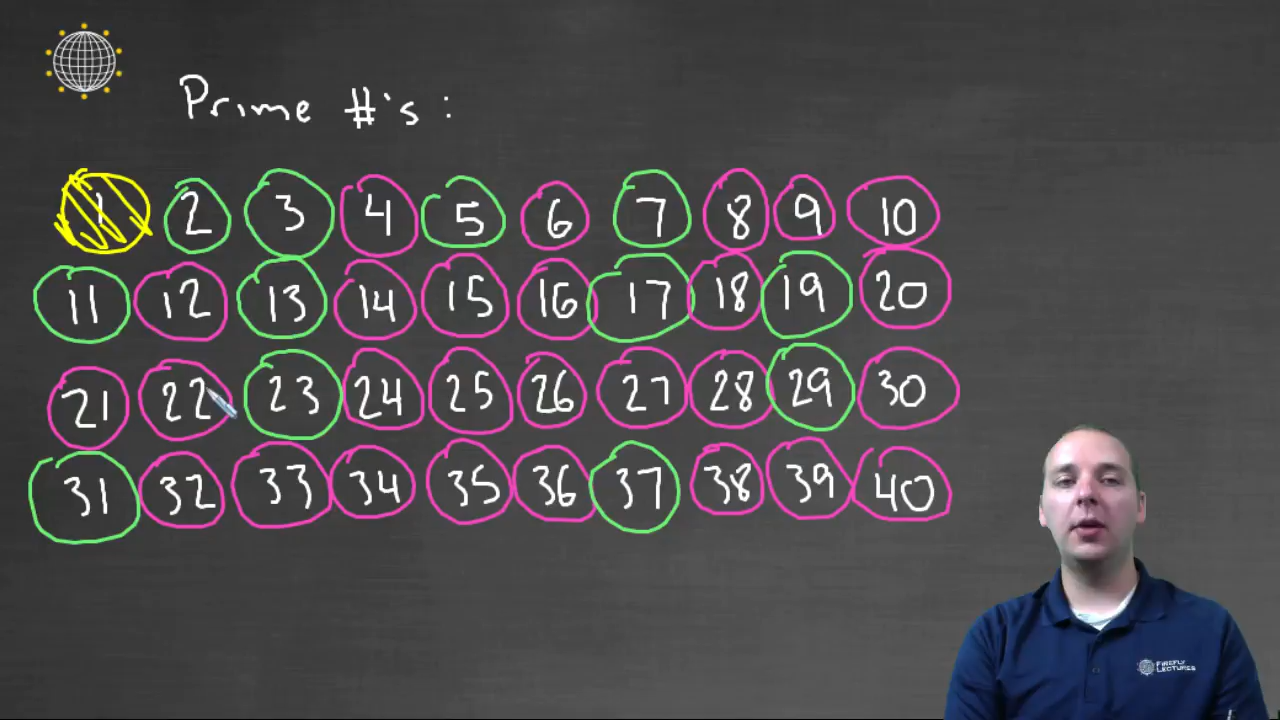 Prime #'s:
1 2 3 4 5 6 7 8 9 10
11 12 13 14 15 16 17 18 19 20
21 22 23 24 25 26 27 28 29 30
31 32 33 34 35 36 37 38 39 40
FIREFLY
LECTURES